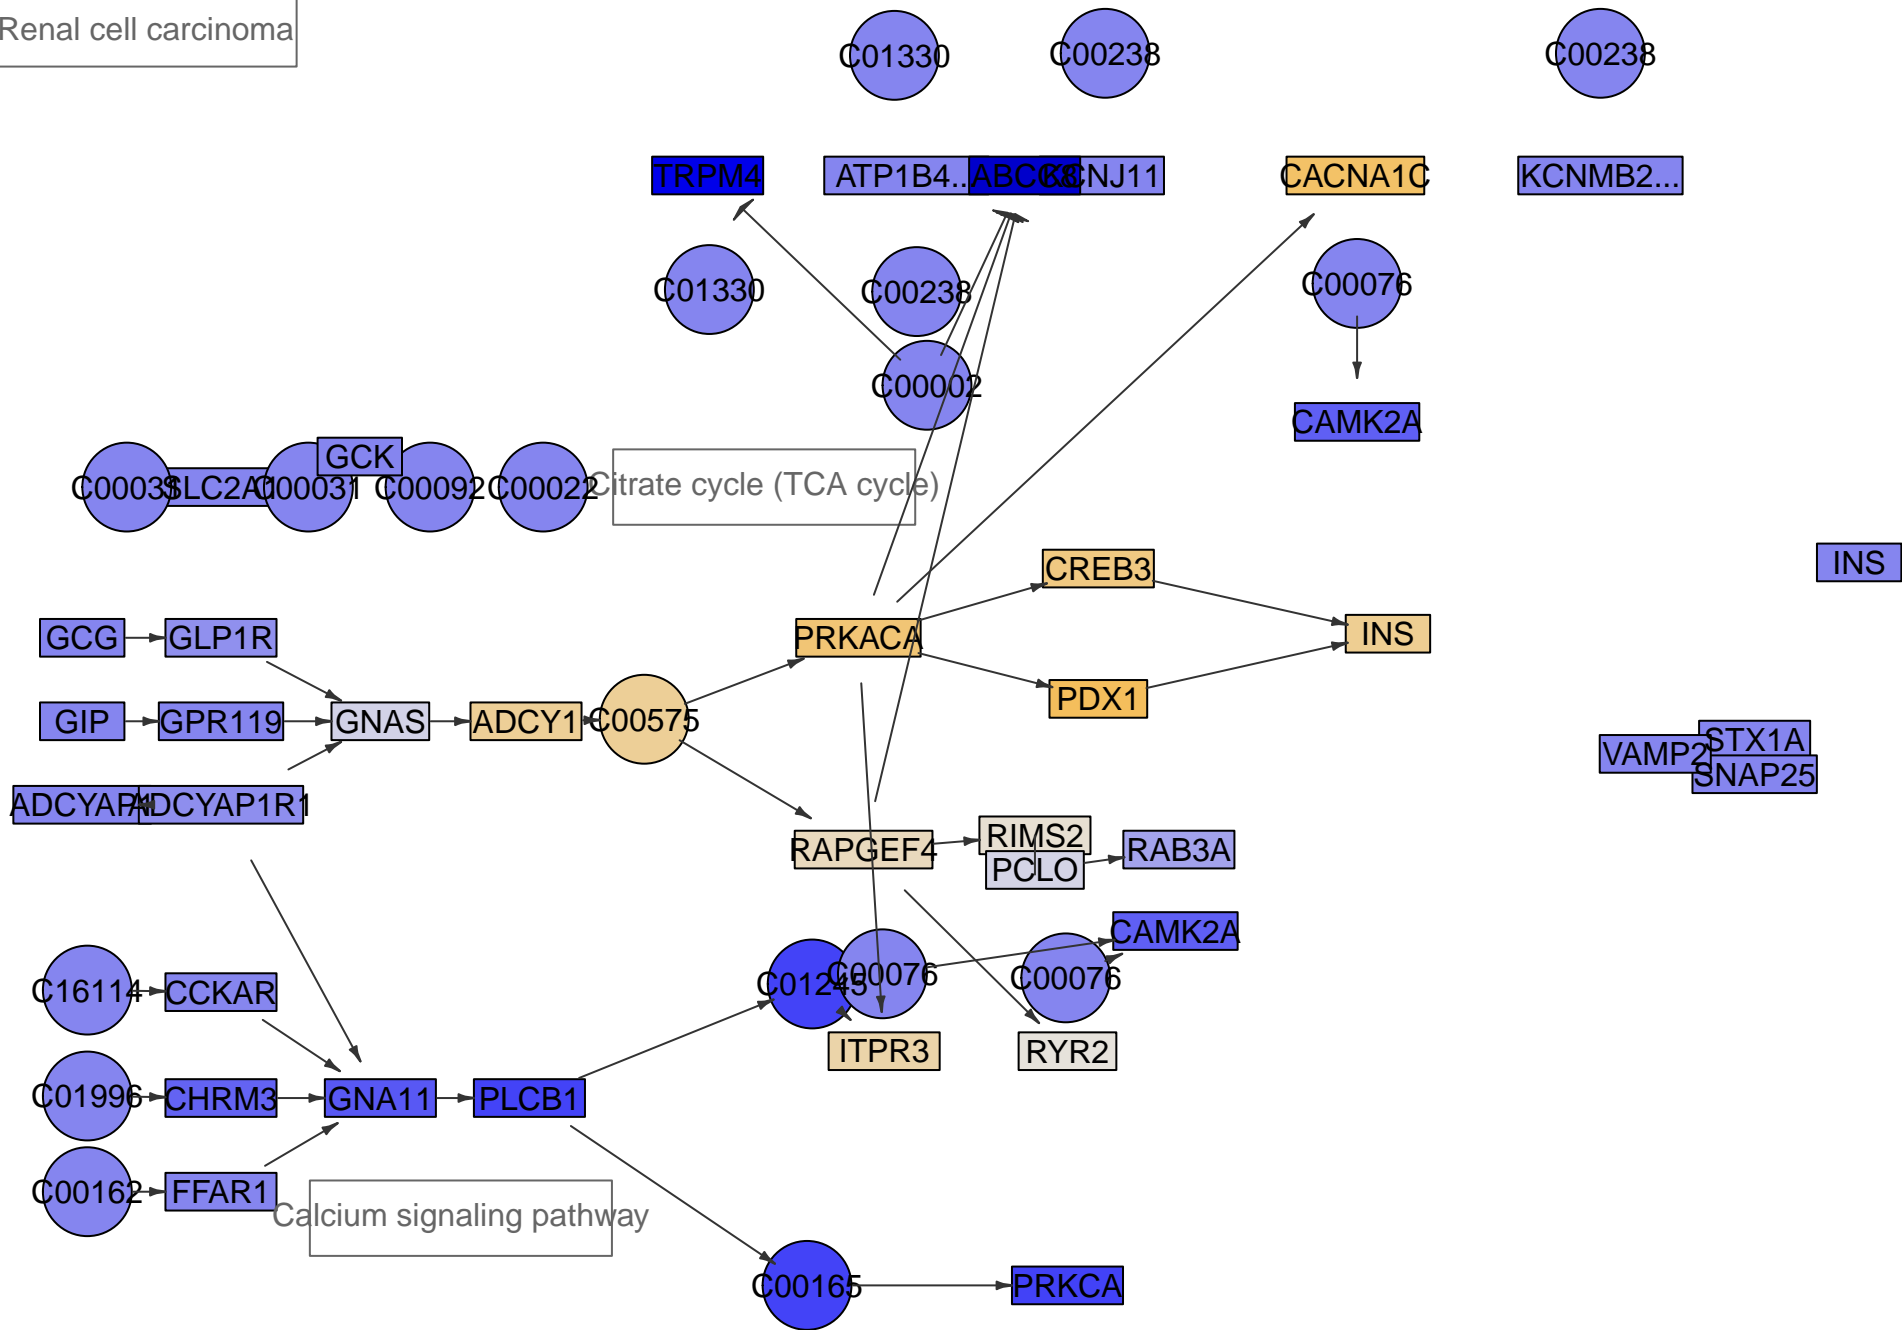 Renal cell carcinoma
C01330
C00238
C00238
TRPM4
ATP1B4...
ABCC8
KCNJ11
CACNA1C
KCNMB2...
C01330
C00238
C00076
C00002
CAMK2A
C00031
SLC2A1
C00031
GCK
C00092
C00022
Citrate cycle (TCA cycle)
CREB3
INS
GCG
GLP1R
PRKACA
INS
GIP
GPR119
GNAS
ADCY1
C00575
PDX1
VAMP2
STX1A
SNAP25
ADCYAP1
ADCYAP1R1
RAPGEF4
RIMS2
PCLO
RAB3A
CAMK2A
C16114
CCKAR
C01245
C00076
C00076
ITPR3
RYR2
C01996
CHRM3
GNA11
PLCB1
C00162
FFAR1
Calcium signaling pathway
C00165
PRKCA